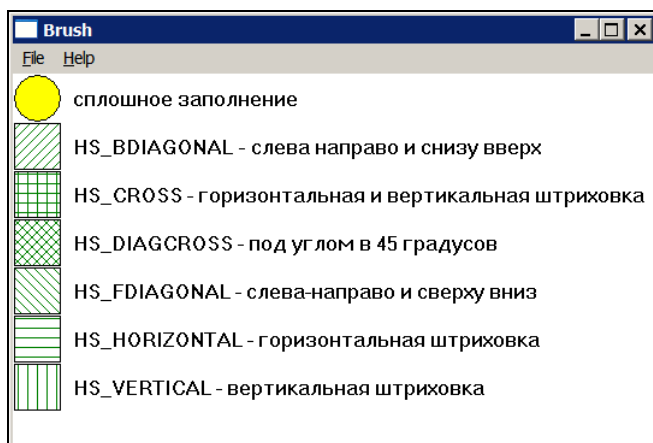 Brush
File Help
сплошное заполнение
HS_BDIAGONAL - слева направо и снизу вверх
HS_CROSS - горизонтальная и вертикальная штриховка
HS_DIAGCROSS - под углом в 45 градусов
HS_FDIAGONAL - слева-направо и сверху вниз
HS_HORIZONTAL - горизонтальная штриховка
HS_VERTICAL - вертикальная штриховка